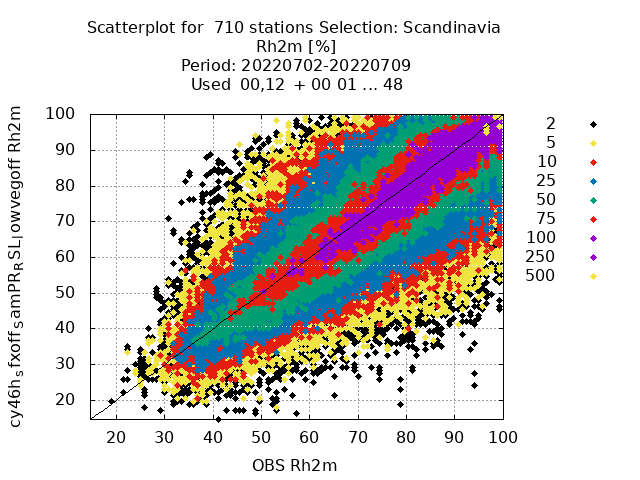 Scatterplot for 710 stations Selection: Scandinavia
Rh2m [%]
Period: 20220702-20220709
Used 00,12 + 00 01 ... 48
cy46h_sfxoff_samPR_RSL_lowvegoff Rh2m
100
90
80
70
60
50
40
30
20
20 30 40 50 60 70 80 90 100
OBS Rh2m
2
5
10
25
50
75
100
250
500